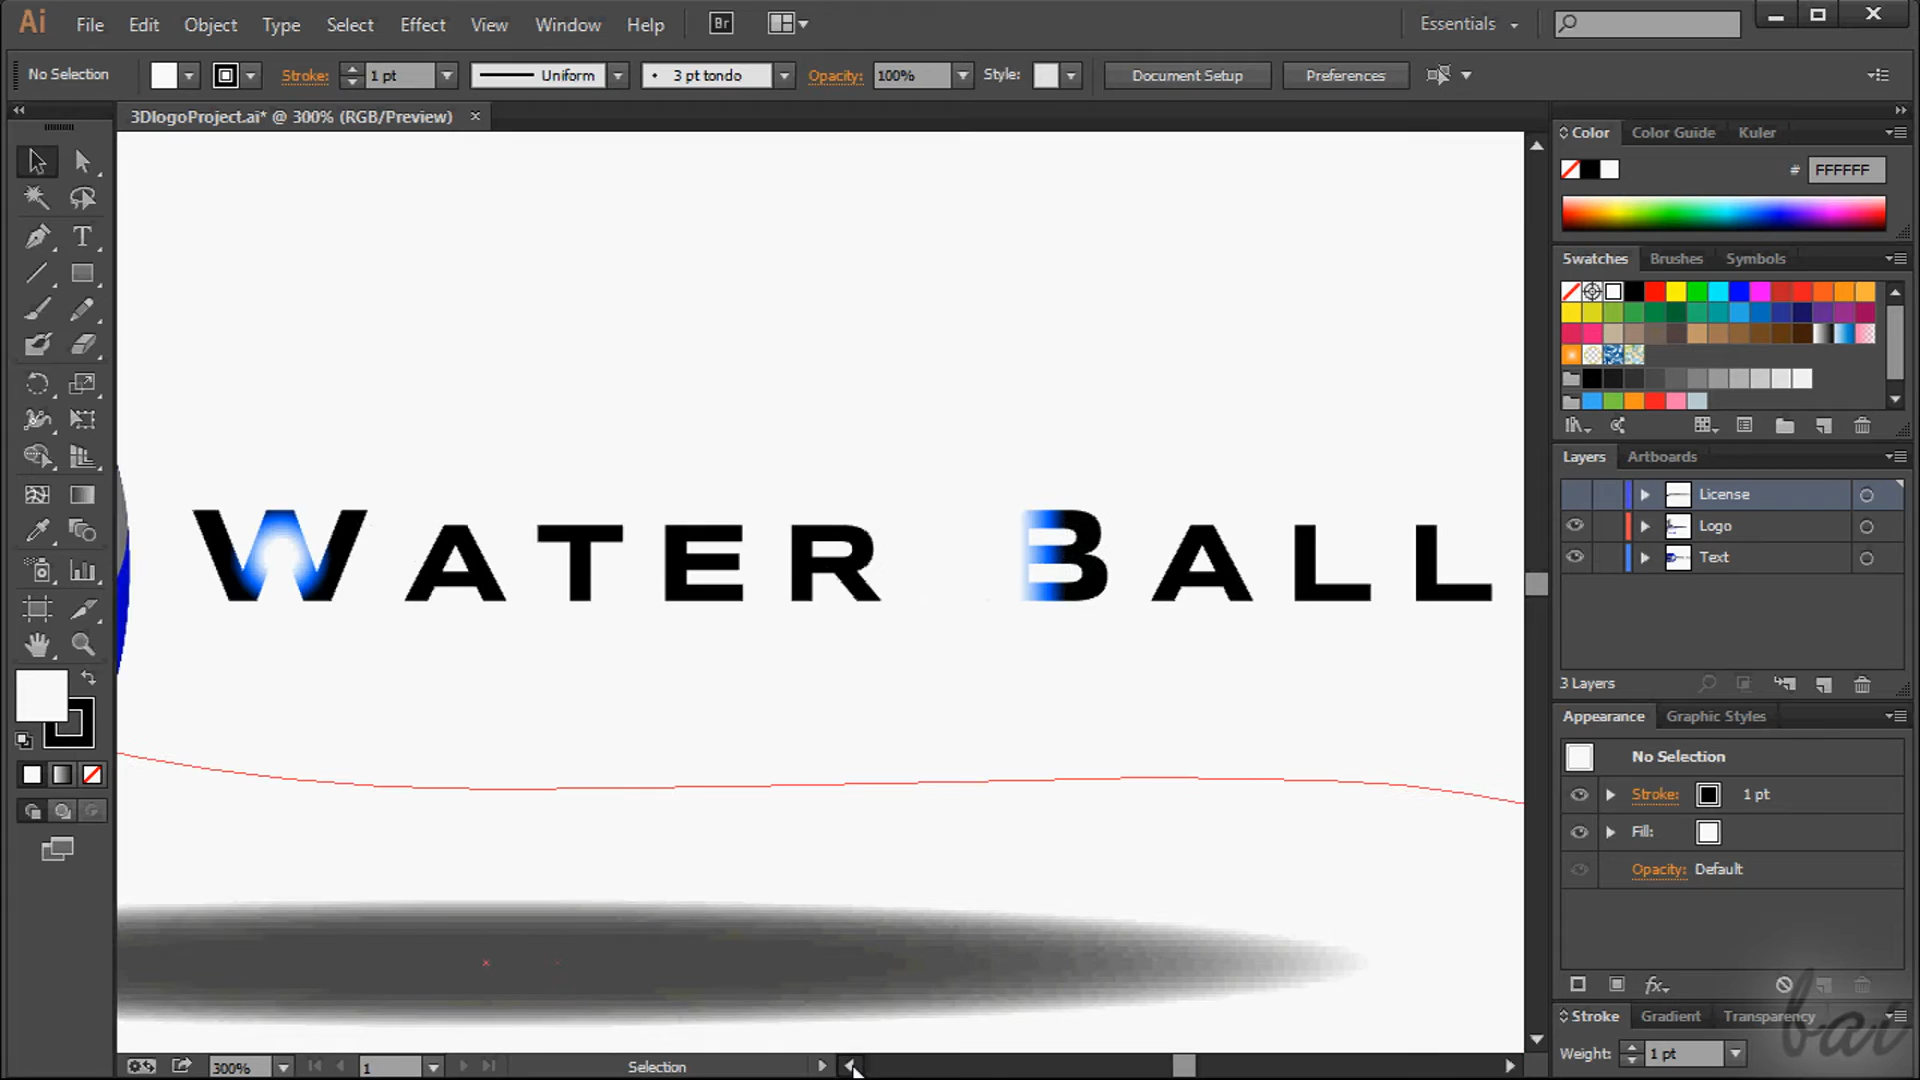 Ai File Edit Object Type Select Effect View Window Help Br Essentials
No Selection Stroke: 1 pt Uniform 3 pt tondo Opacity: 100% Style: Document Setup Preferences
3DlogoProject.ai* @ 300% (RGB/Preview)
Color Color Guide Kuler
# FFFFFF
Swatches Brushes Symbols
Layers Artboards
License
Logo
Text
WATER BALL
3 Layers
Appearance Graphic Styles
No Selection
Stroke: 1 pt
Fill:
Opacity: Default
fx
Stroke Gradient Transparency
Weight: 1 pt
300% 1 Selection
bai